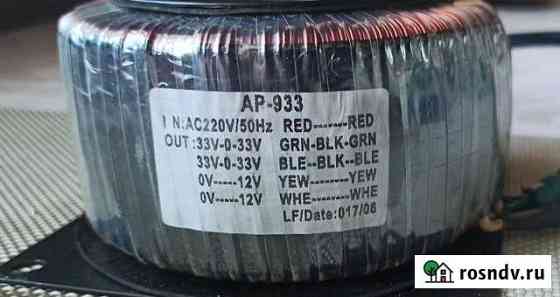 AP-933
I N:AC220V/50Hz RED-------RED
OUT :33V-0-33V GRN-BLK-GRN
33V-0-33V BLE--BLK--BLE
0V-----12V YEW--------YEW
0V-----12V WHE--------WHE
LF/Date:017/06
rosndv.ru